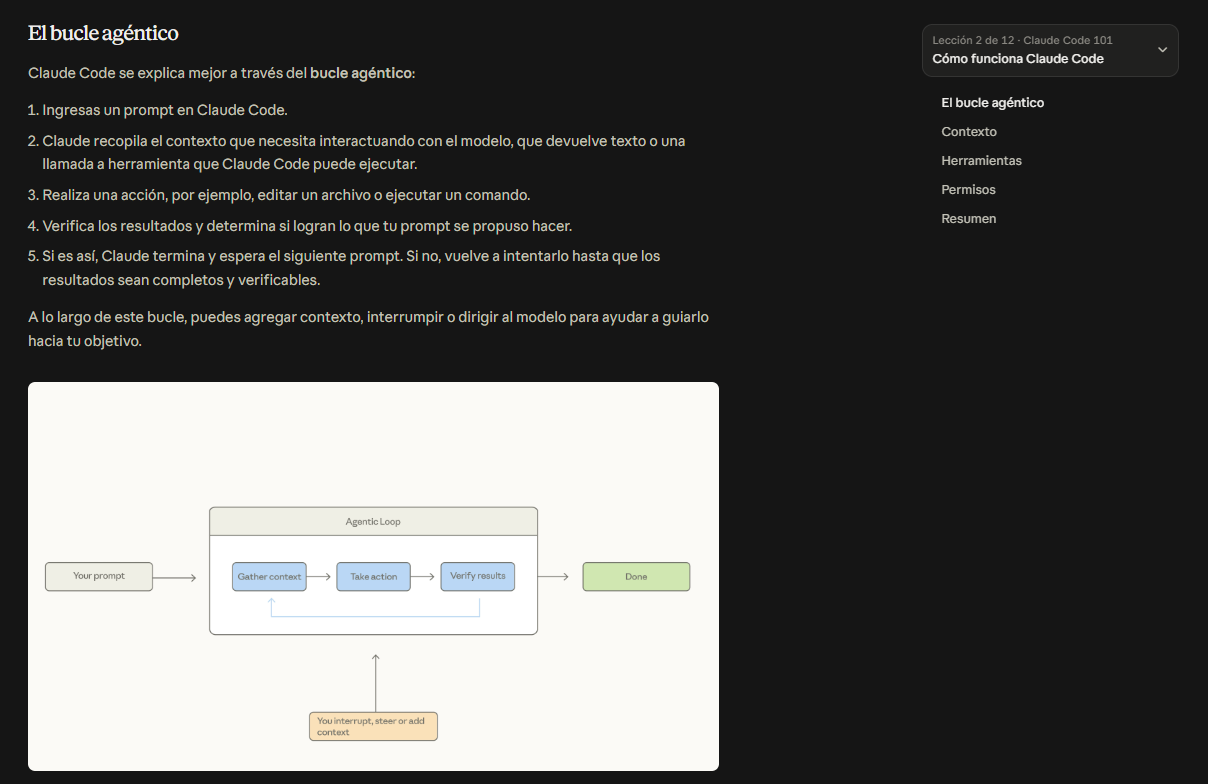 El bucle agéntico
Claude Code se explica mejor a través del bucle agéntico:
1. Ingresas un prompt en Claude Code.
2. Claude recopila el contexto que necesita interactuando con el modelo, que devuelve texto o una
llamada a herramienta que Claude Code puede ejecutar.
3. Realiza una acción, por ejemplo, editar un archivo o ejecutar un comando.
4. Verifica los resultados y determina si logran lo que tu prompt se propuso hacer.
5. Si es así, Claude termina y espera el siguiente prompt. Si no, vuelve a intentarlo hasta que los
resultados sean completos y verificables.
A lo largo de este bucle, puedes agregar contexto, interrumpir o dirigir al modelo para ayudar a guiarlo
hacia tu objetivo.
Agentic Loop
Your prompt
Gather context
Take action
Verify results
Done
You interrupt, steer or add
context
Lección 2 de 12 · Claude Code 101
Cómo funciona Claude Code
El bucle agéntico
Contexto
Herramientas
Permisos
Resumen